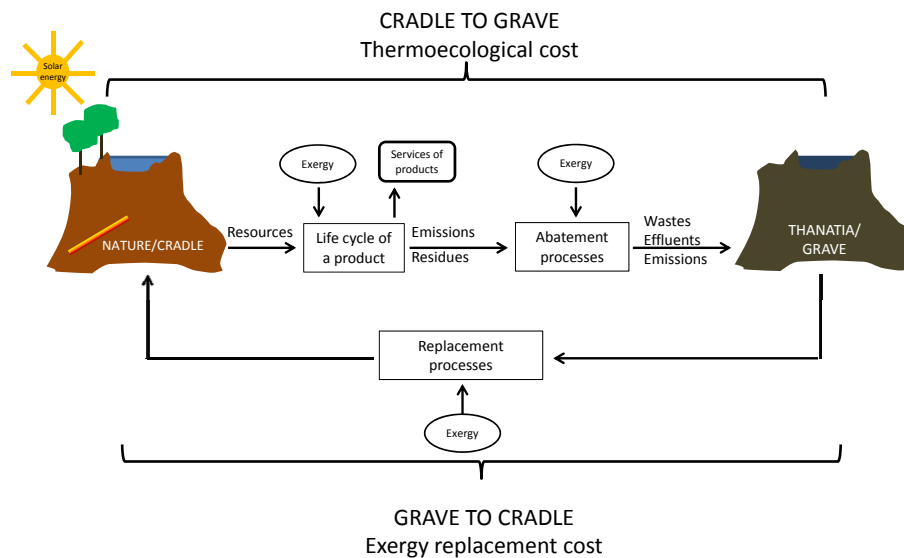 CRADLE TO GRAVE
Thermoecological cost
Solar
energy
Exergy
Services of
products
Exergy
NATURE/CRADLE
Resources
Life cycle of
a product
Emissions
Residues
Abatement
processes
Wastes
Effluents
Emissions
THANATIA/
GRAVE
Replacement
processes
Exergy
GRAVE TO CRADLE
Exergy replacement cost